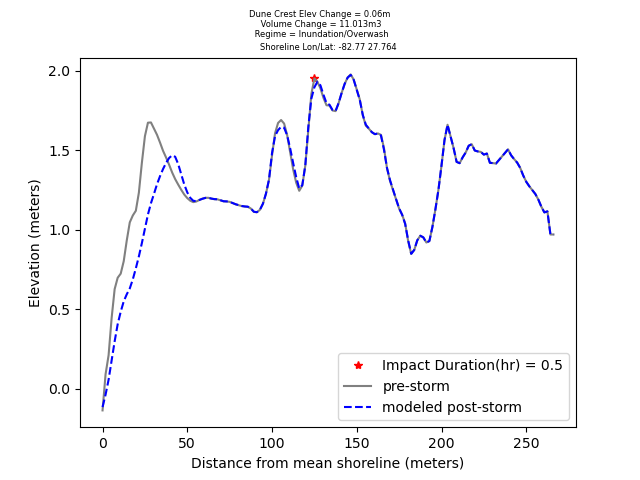 Dune Crest Elev Change = 0.06m
Volume Change = 11.013m3
Regime = Inundation/Overwash
Shoreline Lon/Lat: -82.77 27.764
2.0
1.5
1.0
0.5
0.0
Elevation (meters)
Impact Duration(hr) = 0.5
pre-storm
modeled post-storm
0 50 100 150 200 250
Distance from mean shoreline (meters)